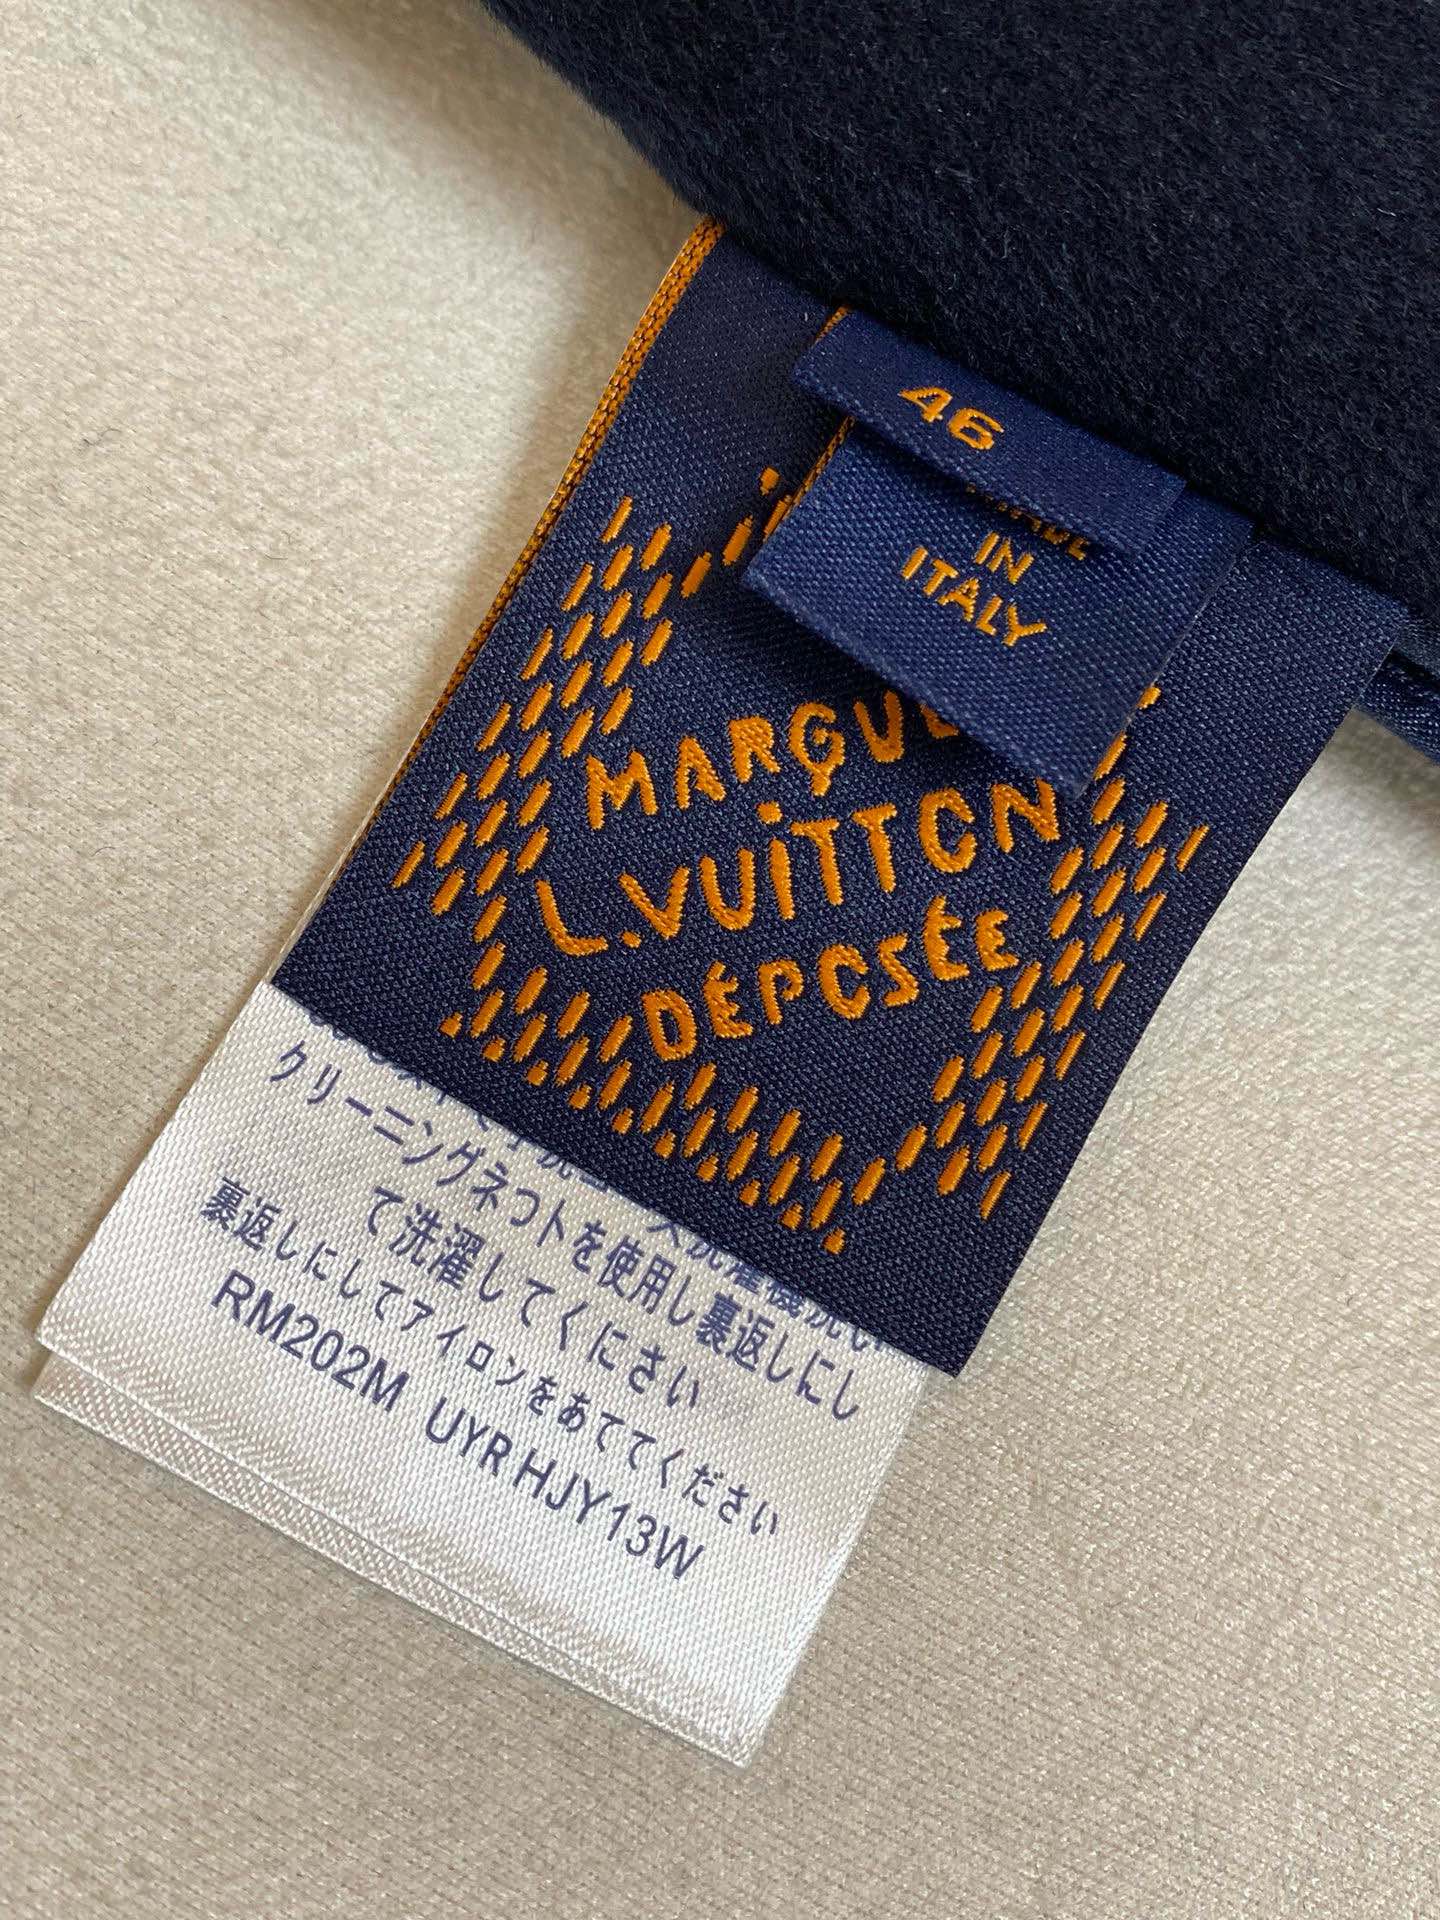 46
IN
ITALY
L.VUITTON
DÉPOSÉE
クリーニングネットを使用し裏返しにし
て洗濯してください
裏返しにしてアイロンをあててください
RM202M UYR HJY13W